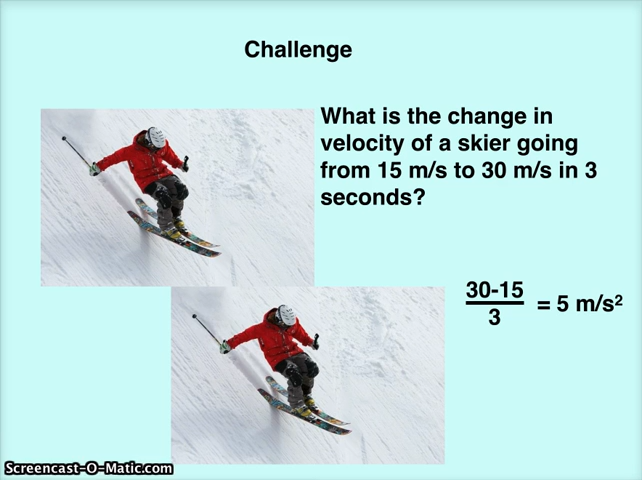 Challenge
What is the change in
velocity of a skier going
from 15 m/s to 30 m/s in 3
seconds?
30-15
3
= 5 m/s²
Screencast-O-Matic.com